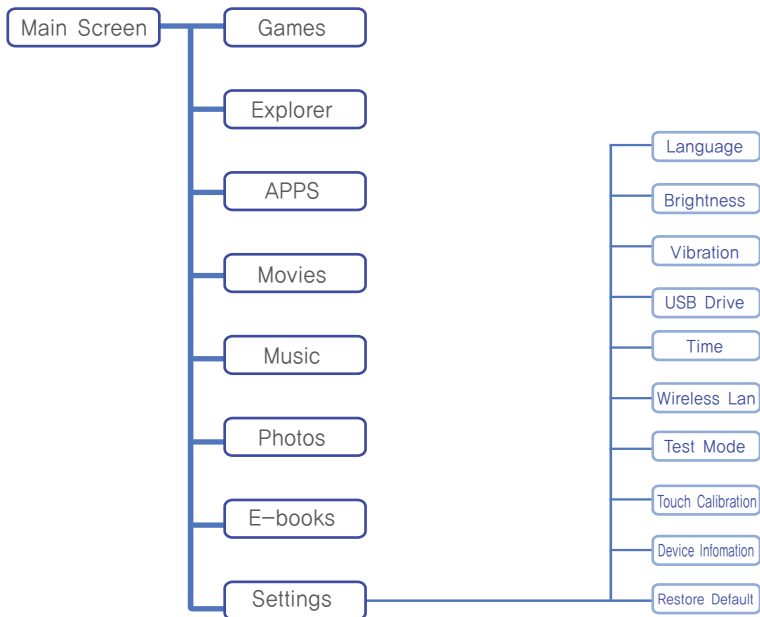 Main Screen
Games
Explorer
APPS
Movies
Music
Photos
E-books
Settings
Language
Brightness
Vibration
USB Drive
Time
Wireless Lan
Test Mode
Touch Calibration
Device Infomation
Restore Default